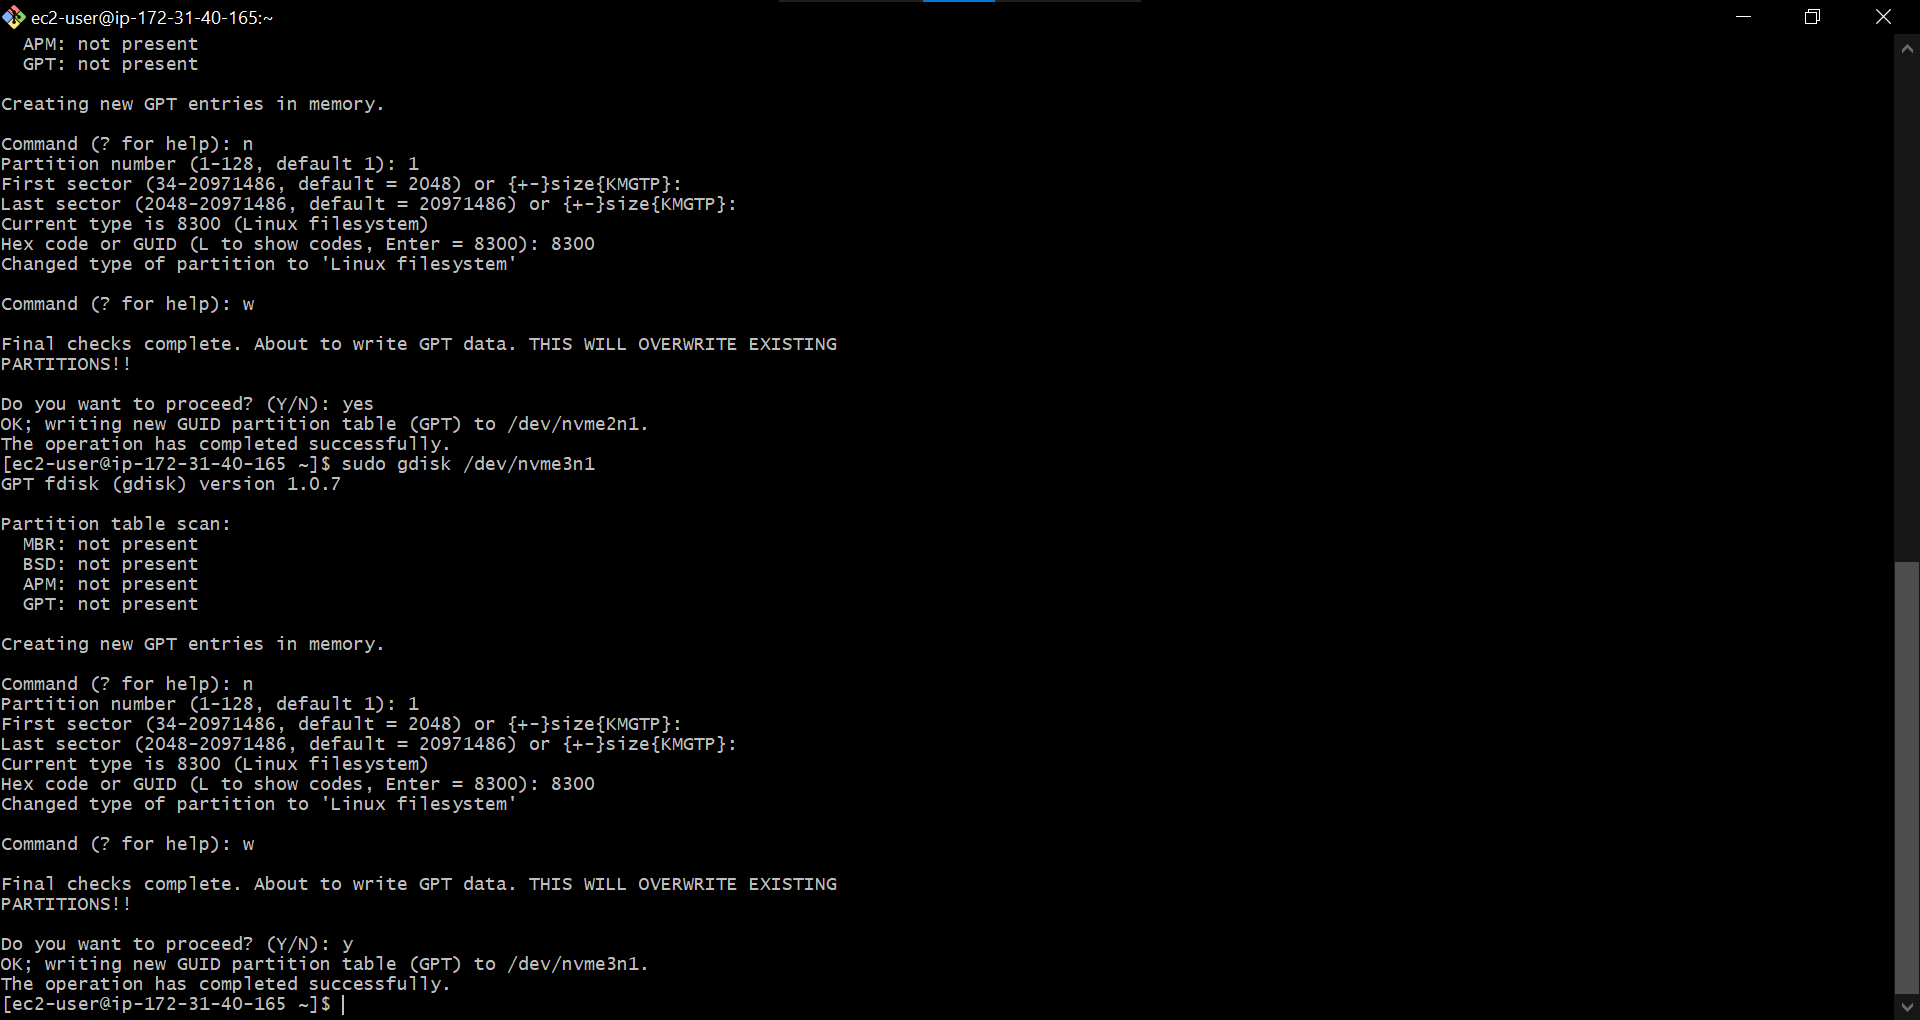 ec2-user@ip-172-31-40-165:~
  APM: not present
  GPT: not present
Creating new GPT entries in memory.
Command (? for help): n
Partition number (1-128, default 1): 1
First sector (34-20971486, default = 2048) or {+-}size{KMGTP}:
Last sector (2048-20971486, default = 20971486) or {+-}size{KMGTP}:
Current type is 8300 (Linux filesystem)
Hex code or GUID (L to show codes, Enter = 8300): 8300
Changed type of partition to 'Linux filesystem'
Command (? for help): w
Final checks complete. About to write GPT data. THIS WILL OVERWRITE EXISTING
PARTITIONS!!
Do you want to proceed? (Y/N): yes
OK; writing new GUID partition table (GPT) to /dev/nvme2n1.
The operation has completed successfully.
[ec2-user@ip-172-31-40-165 ~]$ sudo gdisk /dev/nvme3n1
GPT fdisk (gdisk) version 1.0.7
Partition table scan:
  MBR: not present
  BSD: not present
  APM: not present
  GPT: not present
Creating new GPT entries in memory.
Command (? for help): n
Partition number (1-128, default 1): 1
First sector (34-20971486, default = 2048) or {+-}size{KMGTP}:
Last sector (2048-20971486, default = 20971486) or {+-}size{KMGTP}:
Current type is 8300 (Linux filesystem)
Hex code or GUID (L to show codes, Enter = 8300): 8300
Changed type of partition to 'Linux filesystem'
Command (? for help): w
Final checks complete. About to write GPT data. THIS WILL OVERWRITE EXISTING
PARTITIONS!!
Do you want to proceed? (Y/N): y
OK; writing new GUID partition table (GPT) to /dev/nvme3n1.
The operation has completed successfully.
[ec2-user@ip-172-31-40-165 ~]$